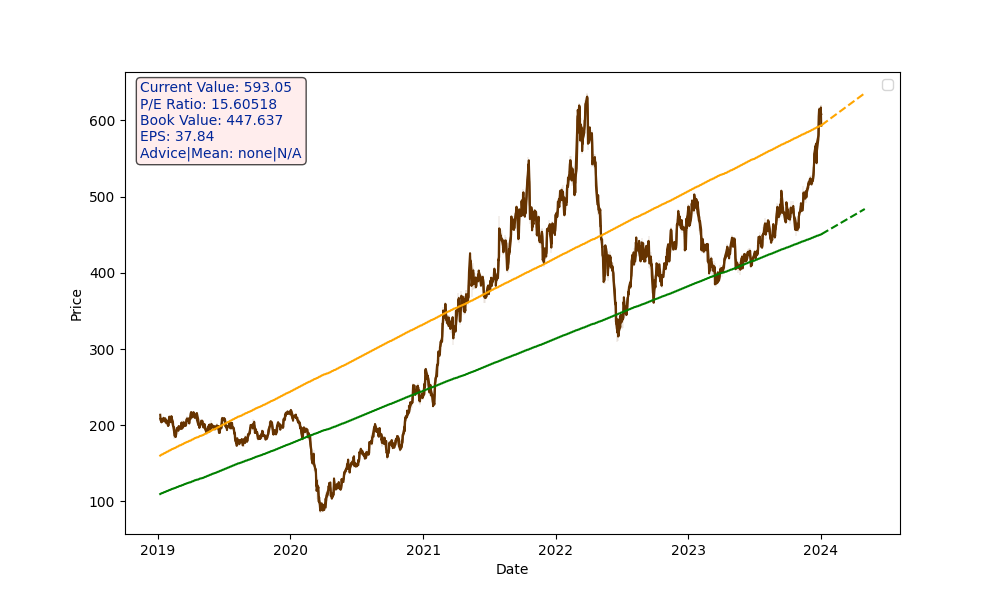 Current Value: 593.05
P/E Ratio: 15.60518
Book Value: 447.637
EPS: 37.84
Advice|Mean: none|N/A
600
500
400
300
200
100
Price
2019 2020 2021 2022 2023 2024
Date